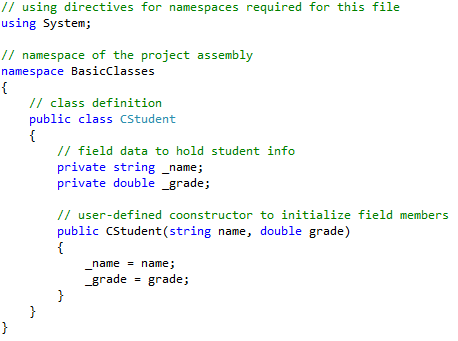 // using directives for namespaces required for this file
using System;
// namespace of the project assembly
namespace BasicClasses
{
// class definition
public class CStudent
{
// field data to hold student info
private string _name;
private double _grade;
// user-defined coonstructor to initialize field members
public CStudent(string name, double grade)
{
_name = name;
_grade = grade;
}
}
}